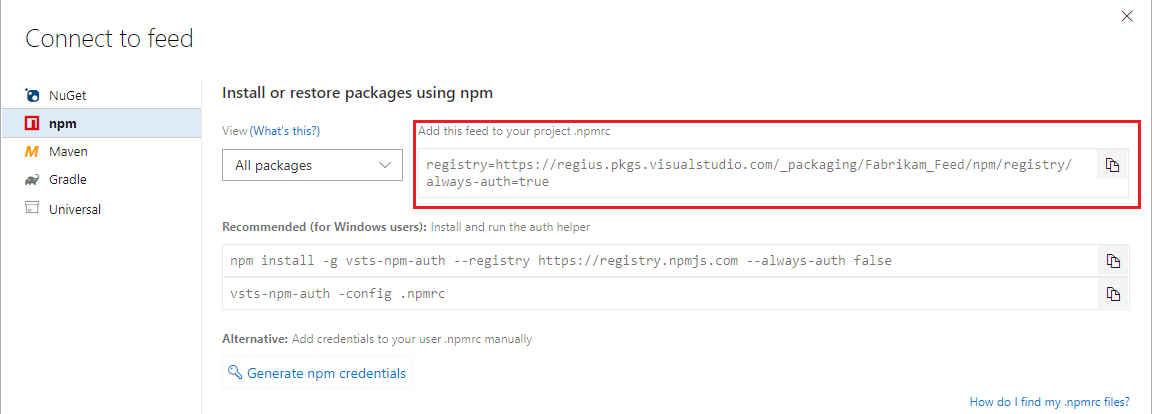 Connect to feed
NuGet
npm
Maven
Gradle
Universal
Install or restore packages using npm
View (What's this?)
All packages
Add this feed to your project .npmrc
registry=https://regius.pkgs.visualstudio.com/_packaging/Fabrikam_Feed/npm/registry/
always-auth=true
Recommended (for Windows users): Install and run the auth helper
npm install -g vsts-npm-auth --registry https://registry.npmjs.com --always-auth false
vsts-npm-auth -config .npmrc
Alternative: Add credentials to your user .npmrc manually
Generate npm credentials
How do I find my .npmrc files?